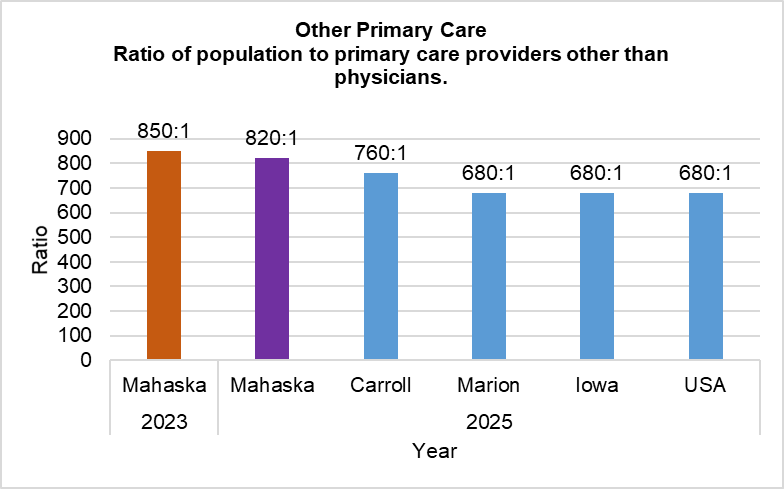 Other Primary Care
Ratio of population to primary care providers other than
physicians.
850:1
820:1
760:1
680:1
680:1
680:1
900
800
700
600
500
400
300
200
100
0
Ratio
Mahaska
Mahaska
Carroll
Marion
Iowa
USA
2023
2025
Year